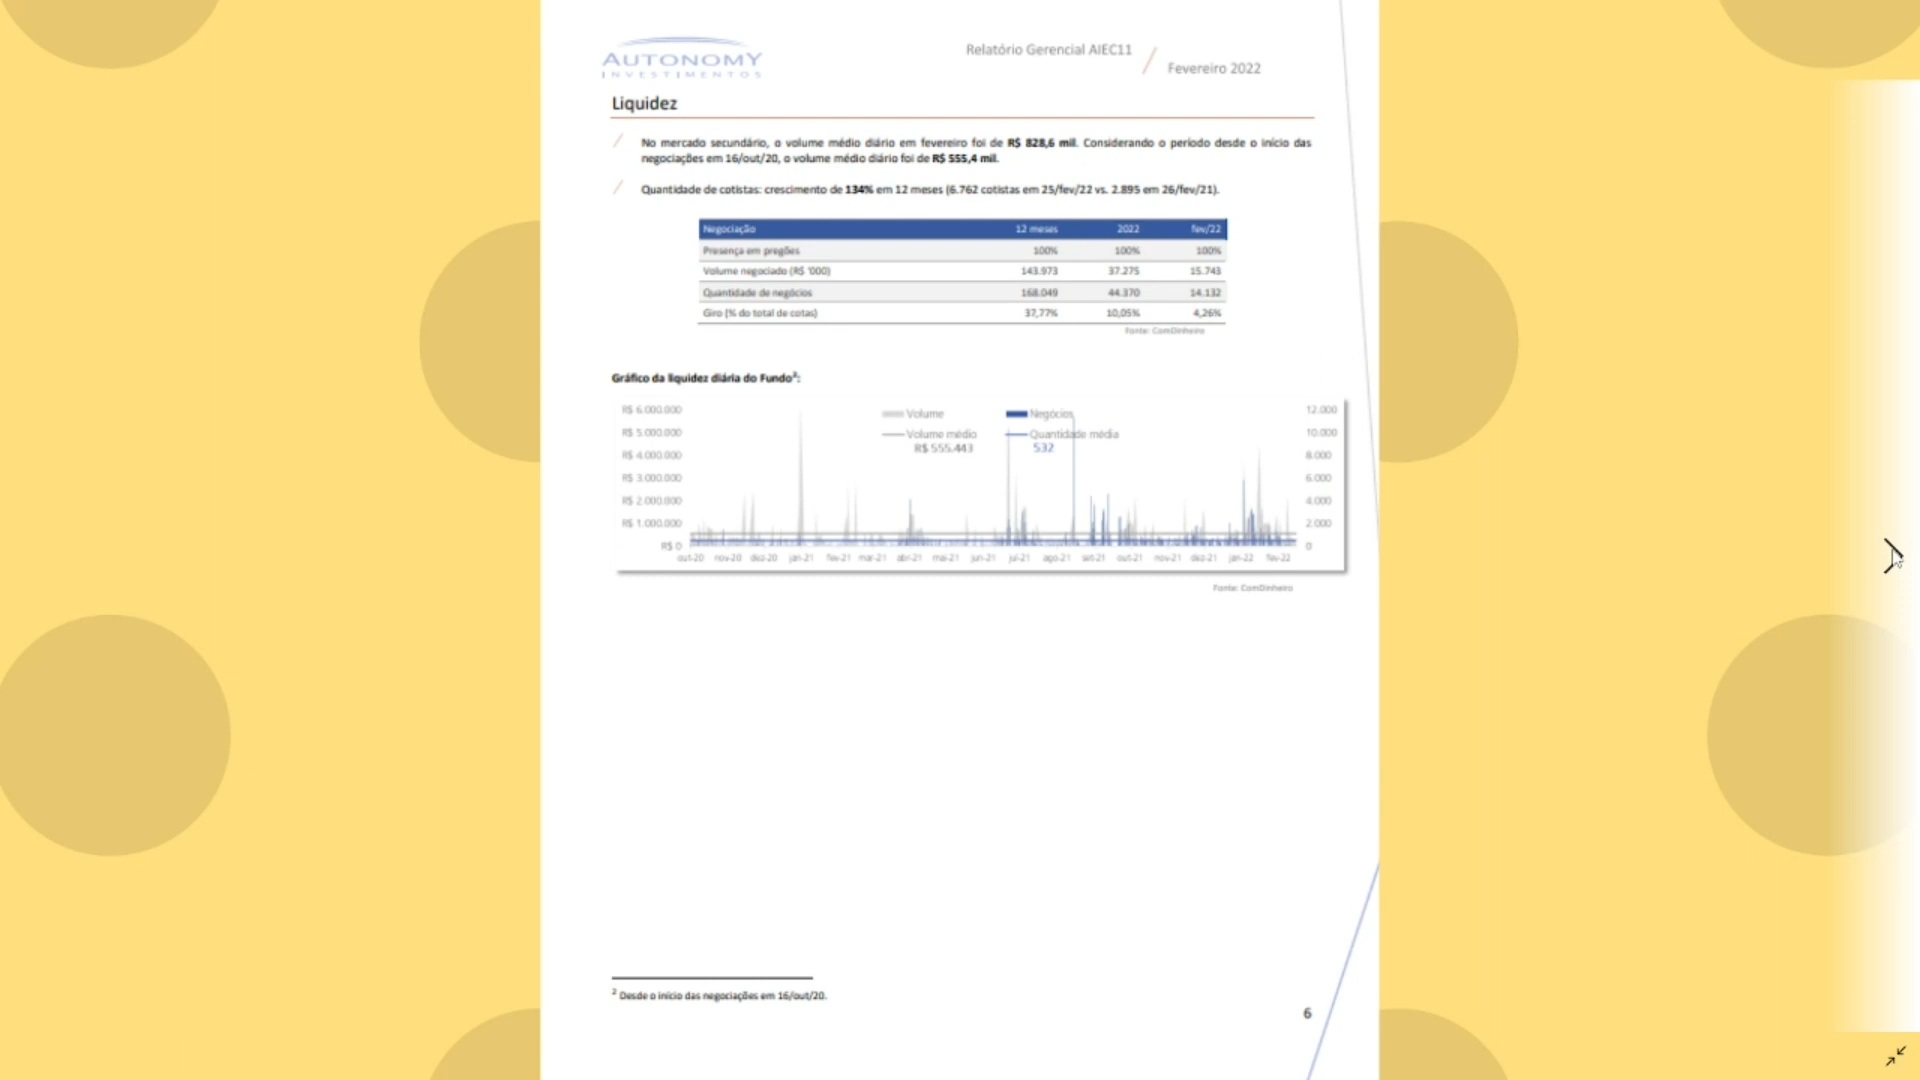 AUTONOMY
INVESTIMENTOS
Relatório Gerencial AIEC11
Fevereiro 2022
Liquidez
No mercado secundário, o volume médio diário em fevereiro foi de R$ 828,6 mil. Considerando o período desde o início das
negociações em 16/out/20, o volume médio diário foi de R$ 555,4 mil.
Quantidade de cotistas: crescimento de 134% em 12 meses (6.762 cotistas em 25/fev/22 vs. 2.895 em 26/fev/21).
Negociação 12 meses 2022 fev/22
Presença em pregões 100% 100% 100%
Volume negociado (R$ '000) 143.973 37.275 15.743
Quantidade de negócios 168.049 44.370 14.132
Giro (% do total de cotas) 37,77% 10,05% 4,26%
Fonte: ComDinheiro
Gráfico da liquidez diária do Fundo²:
R$ 6.000.000 Volume Negócios 12.000
R$ 5.000.000 Volume médio Quantidade média 10.000
R$ 555.443 532
R$ 4.000.000 8.000
R$ 3.000.000 6.000
R$ 2.000.000 4.000
R$ 1.000.000 2.000
R$ 0 0
out-20 nov-20 dez-20 jan-21 fev-21 mar-21 abr-21 mai-21 jun-21 jul-21 ago-21 set-21 out-21 nov-21 dez-21 jan-22 fev-22
Fonte: ComDinheiro
² Desde o início das negociações em 16/out/20.
6